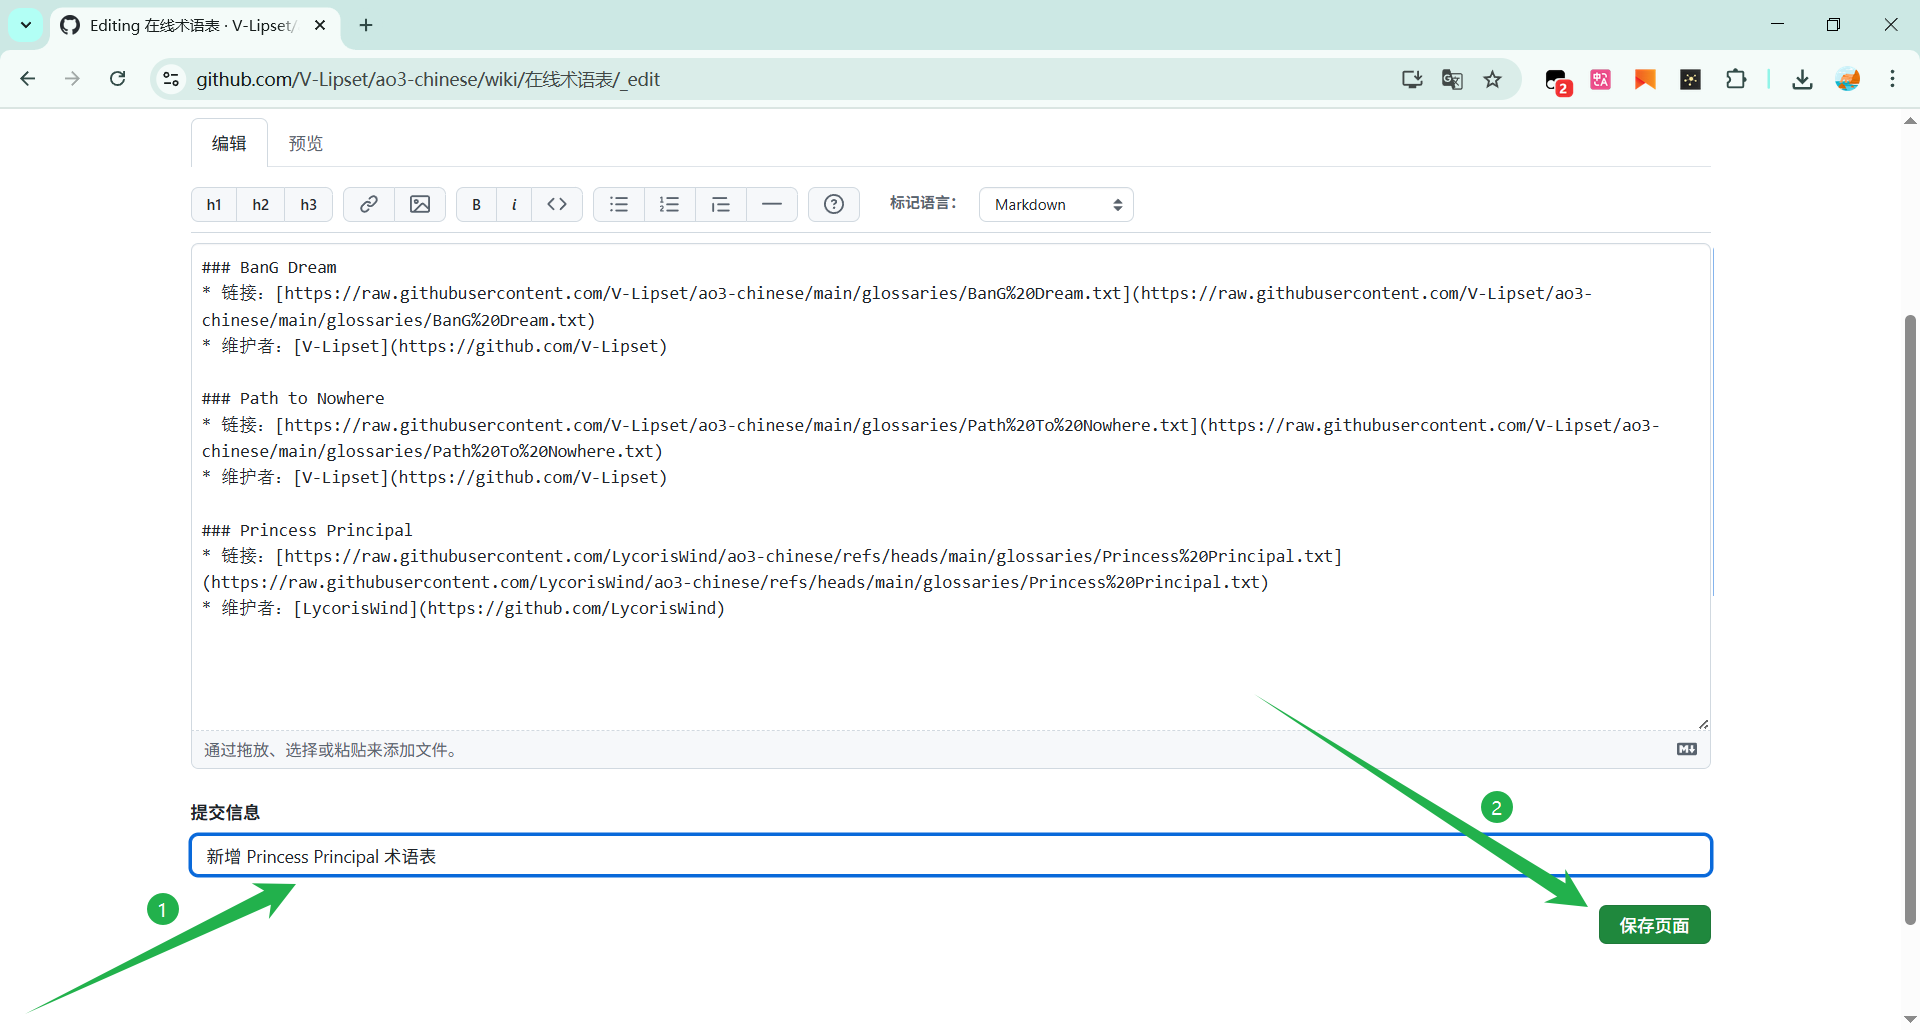 Editing 在线术语表 · V-Lipset/
github.com/V-Lipset/ao3-chinese/wiki/在线术语表/_edit
2
编辑
预览
h1 h2 h3 B i 标记语言： Markdown
### BanG Dream
* 链接：[https://raw.githubusercontent.com/V-Lipset/ao3-chinese/main/glossaries/BanG%20Dream.txt](https://raw.githubusercontent.com/V-Lipset/ao3-
chinese/main/glossaries/BanG%20Dream.txt)
* 维护者：[V-Lipset](https://github.com/V-Lipset)
### Path to Nowhere
* 链接：[https://raw.githubusercontent.com/V-Lipset/ao3-chinese/main/glossaries/Path%20To%20Nowhere.txt](https://raw.githubusercontent.com/V-Lipset/ao3-
chinese/main/glossaries/Path%20To%20Nowhere.txt)
* 维护者：[V-Lipset](https://github.com/V-Lipset)
### Princess Principal
* 链接：[https://raw.githubusercontent.com/LycorisWind/ao3-chinese/refs/heads/main/glossaries/Princess%20Principal.txt]
(https://raw.githubusercontent.com/LycorisWind/ao3-chinese/refs/heads/main/glossaries/Princess%20Principal.txt)
* 维护者：[LycorisWind](https://github.com/LycorisWind)
通过拖放、选择或粘贴来添加文件。
提交信息
2
新增 Princess Principal 术语表
1
保存页面